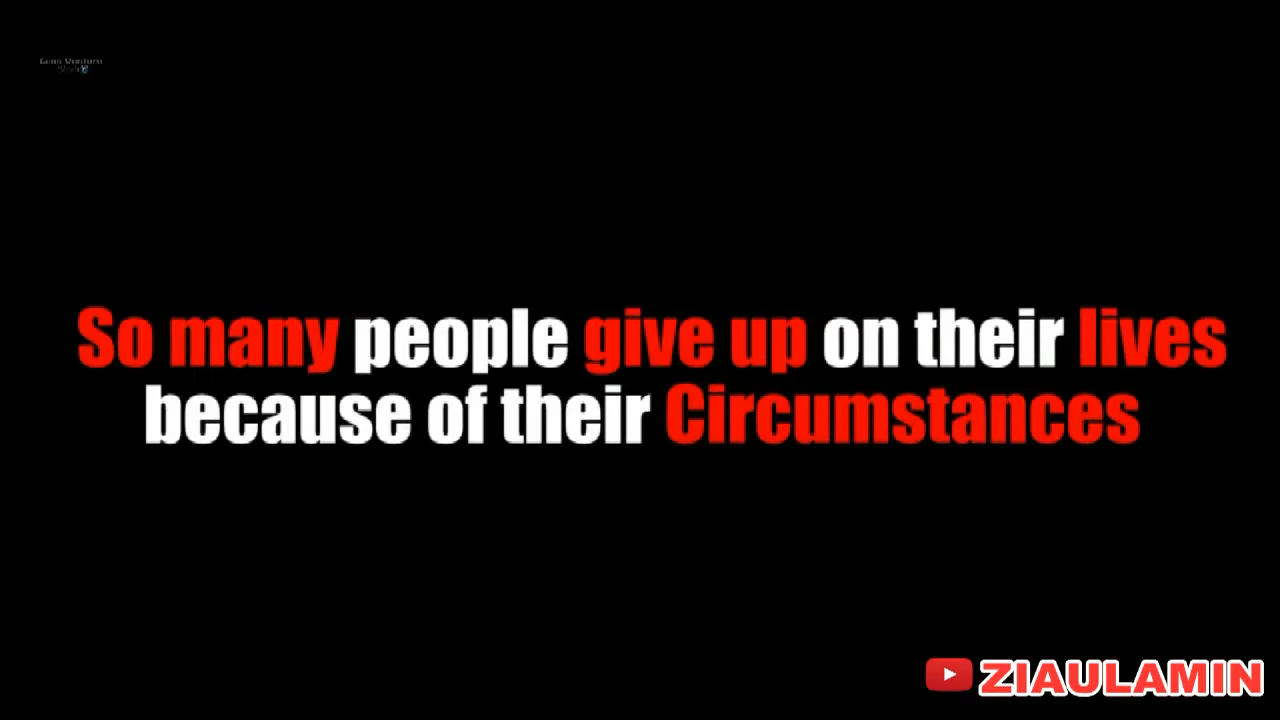 So many people give up on their lives
because of their Circumstances
ZIAULAMIN